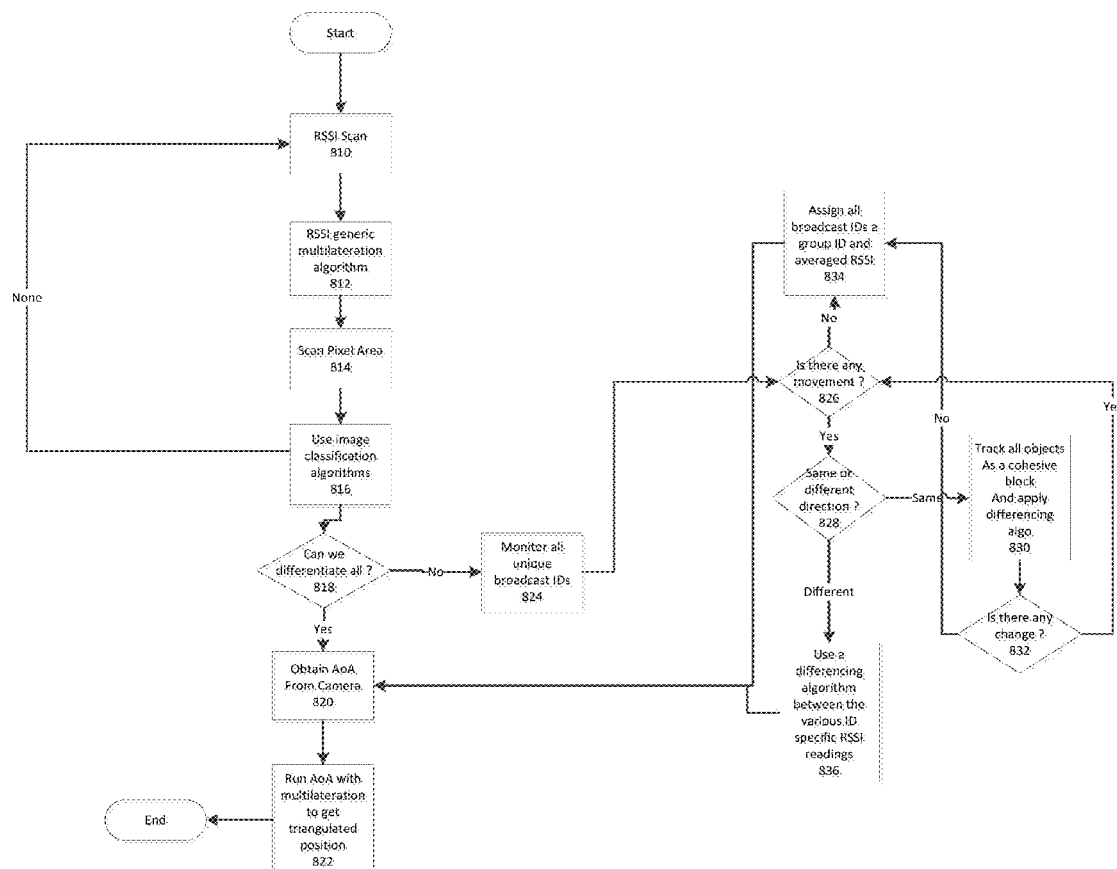 Start
RSSI Scan
810
RSSI generic
multilateration
algorithm
812
Scan Pixel Area
814
Use image
classification
algorithms
816
None
Can we
differentiate all ?
818
No
Yes
Monitor all
unique
broadcast IDs
824
Obtain AoA
From Camera
820
Run AoA with
multilateration
to get
triangulated
position
822
End
Assign all
broadcast IDs a
group ID and
averaged RSSI
834
No
Is there any
movement ?
826
Yes
Same or
different
direction ?
828
Same
Different
Use a
differencing
algorithm
between the
various ID
specific RSSI
readings
836
Track all objects
As a cohesive
block
And apply
differencing
algo.
830
Is there any
change ?
832
No
Ye